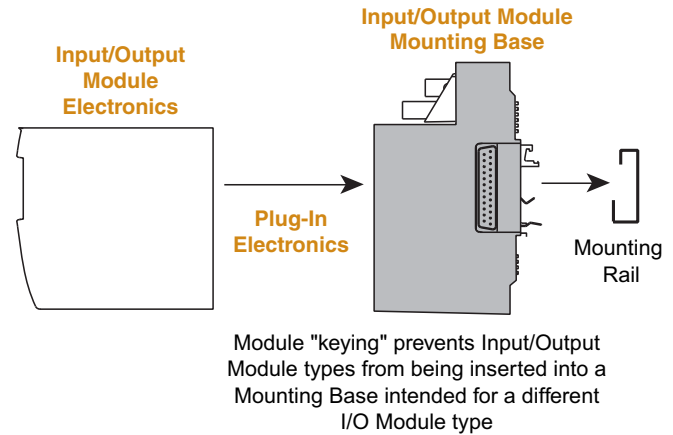 Input/Output Module
Mounting Base
Input/Output
Module
Electronics
Plug-In
Electronics
Mounting
Rail
Module "keying" prevents Input/Output
Module types from being inserted into a
Mounting Base intended for a different
I/O Module type